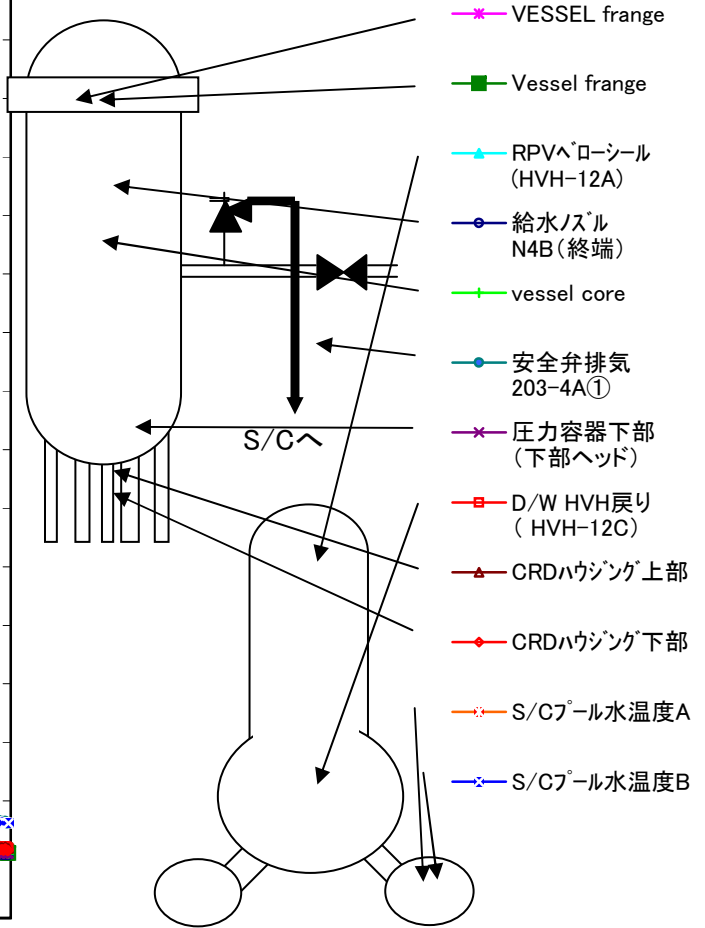 VESSEL frange
Vessel frange
RPVベローシール
(HVH-12A)
給水ノズル
N4B(終端)
vessel core
安全弁排気
203-4A①
圧力容器下部
(下部ヘッド)
D/W HVH戻り
( HVH-12C)
CRDハウジング上部
CRDハウジング下部
S/Cプール水温度A
S/Cプール水温度B
S/Cへ